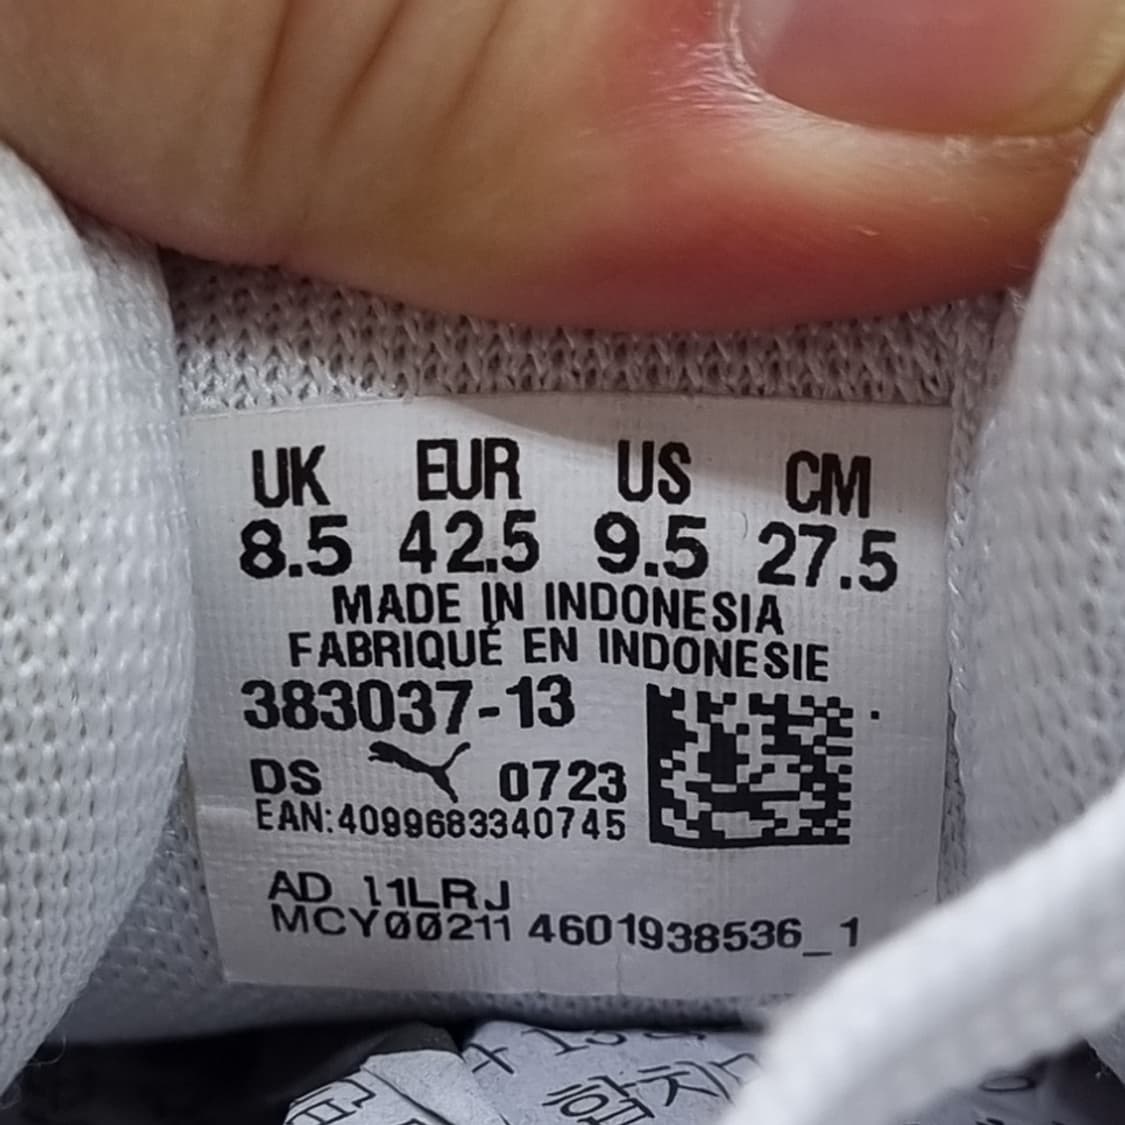 UK EUR US CM
8.5 42.5 9.5 27.5
MADE IN INDONESIA
FABRIQUÉ EN INDONESIE
383037-13
DS 0723
EAN:4099683340745
AD 11LRJ
MCY00211 4601938536_1